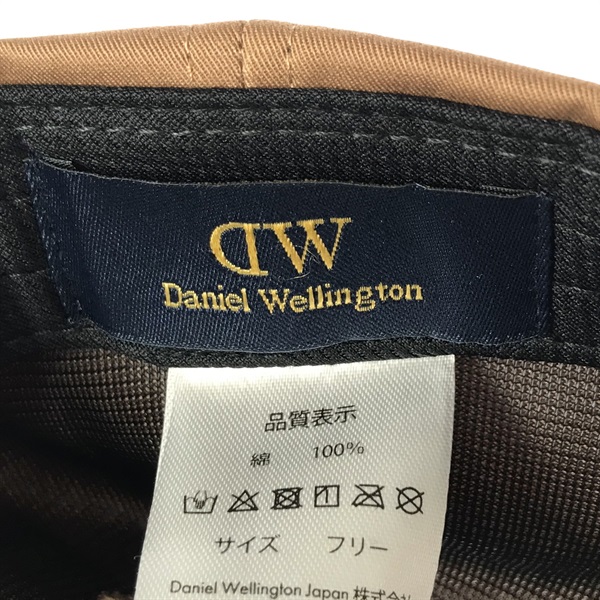 DW
Daniel Wellington
品質表示
綿 100%
サイズ フリー
Daniel Wellington Japan 株式会社